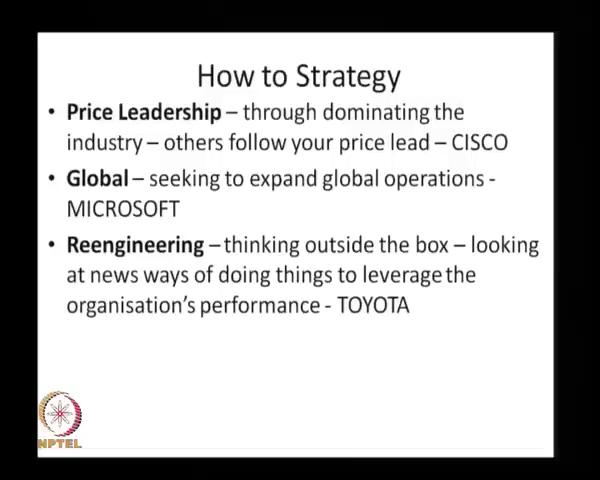 How to Strategy
• Price Leadership – through dominating the
industry – others follow your price lead – CISCO
• Global – seeking to expand global operations -
MICROSOFT
• Reengineering – thinking outside the box – looking
at news ways of doing things to leverage the
organisation's performance - TOYOTA
NPTEL